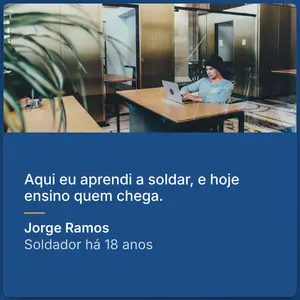 Aqui eu aprendi a soldar, e hoje
ensino quem chega.
Jorge Ramos
Soldador há 18 anos